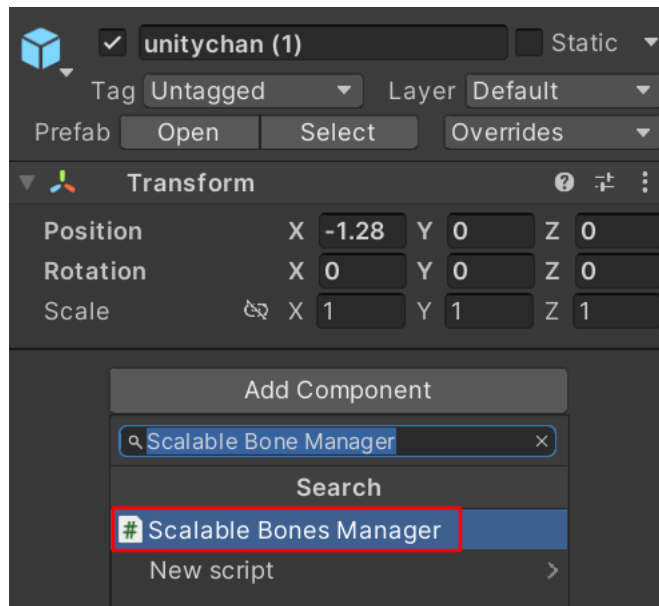 unitychan (1) Static
Tag Untagged Layer Default
Prefab Open Select Overrides
Transform
Position X -1.28 Y 0 Z 0
Rotation X 0 Y 0 Z 0
Scale X 1 Y 1 Z 1
Add Component
Scalable Bone Manager
Search
# Scalable Bones Manager
New script